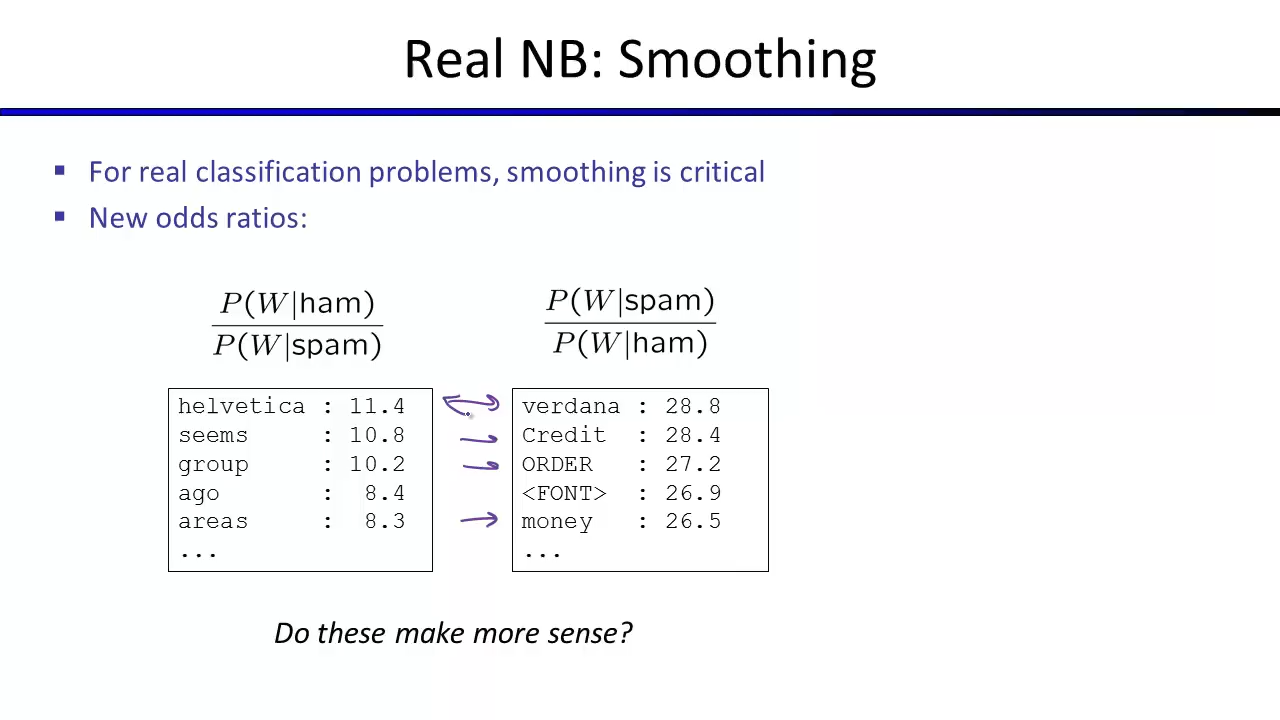 Real NB: Smoothing
▪ For real classification problems, smoothing is critical
▪ New odds ratios:
P(W|ham)
P(W|spam)
P(W|spam)
P(W|ham)
helvetica : 11.4
seems : 10.8
group : 10.2
ago : 8.4
areas : 8.3
...
verdana : 28.8
Credit : 28.4
ORDER : 27.2
<FONT> : 26.9
money : 26.5
...
Do these make more sense?